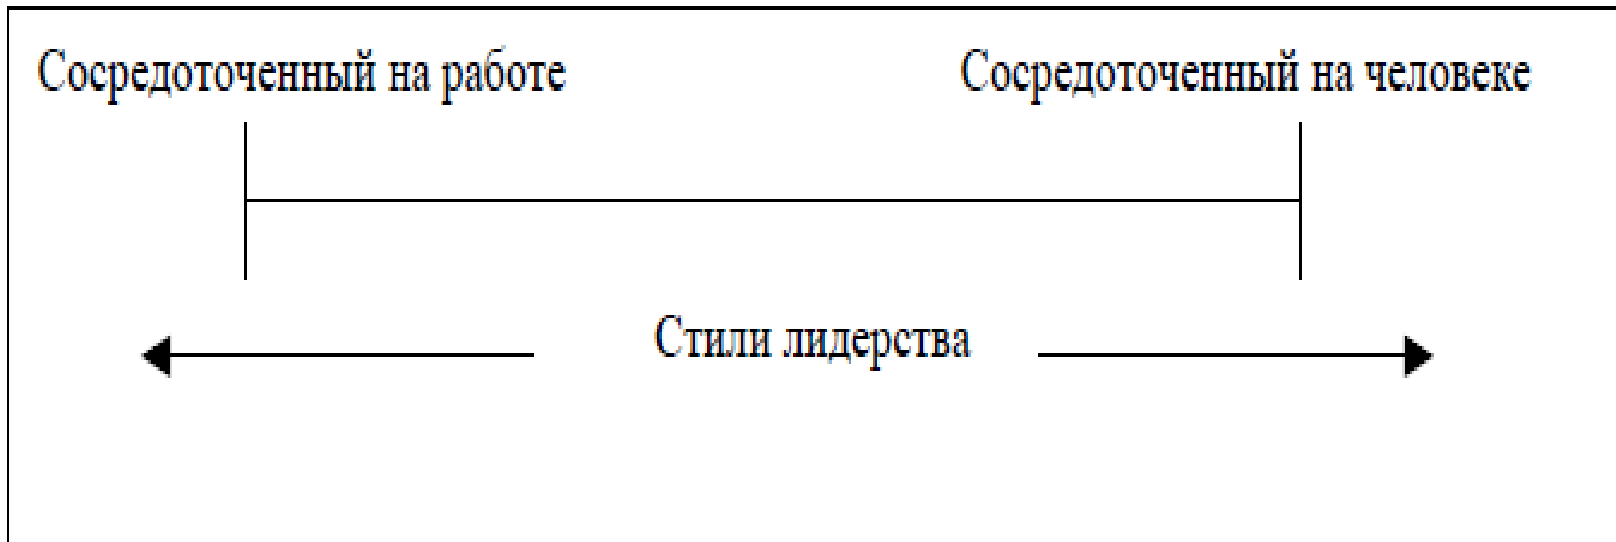 Сосредоточенный на работе
Сосредоточенный на человеке
Стили лидерства